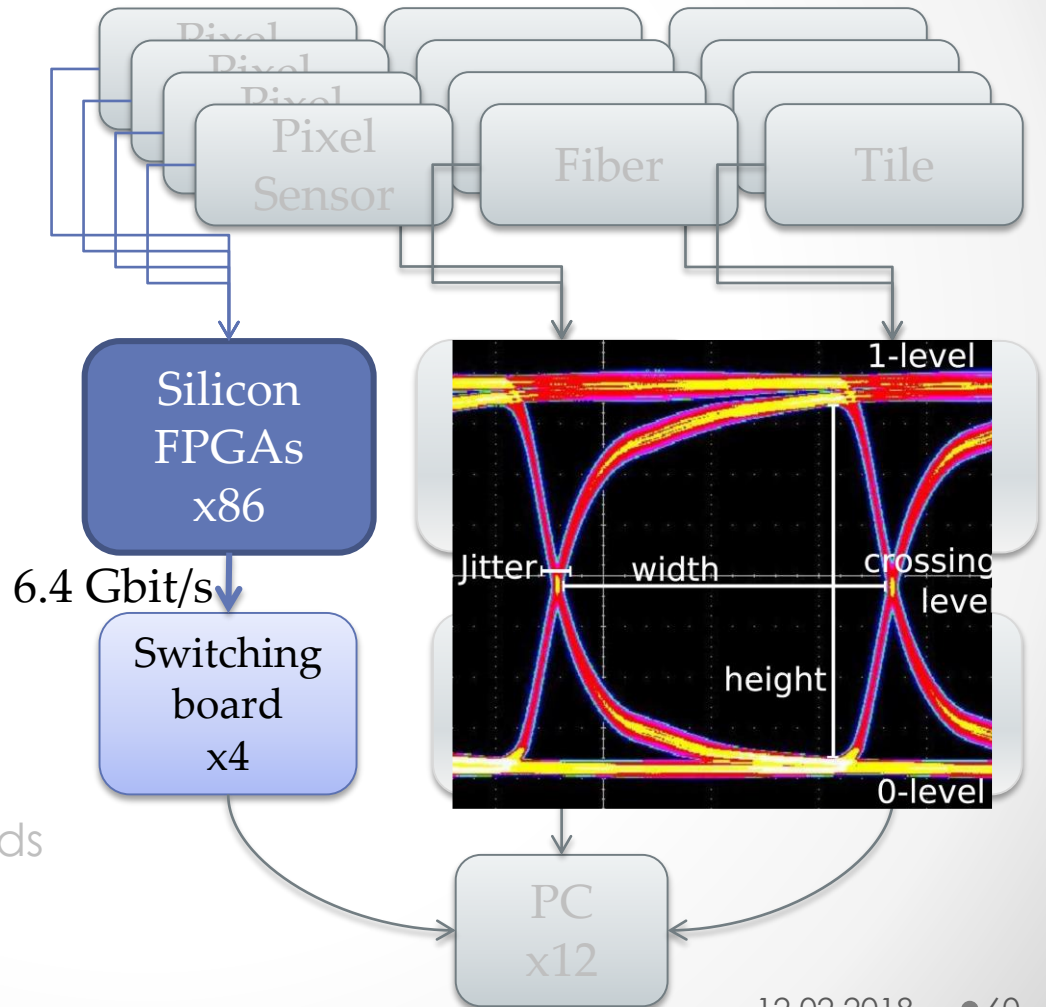 Pixel
Pixel
Pixel
Pixel
Sensor
Fiber
Tile
Silicon
FPGAs
x86
6.4 Gbit/s
Switching
board
x4
1-level
Jitter
width
crossing
level
height
0-level
ds
PC
x12